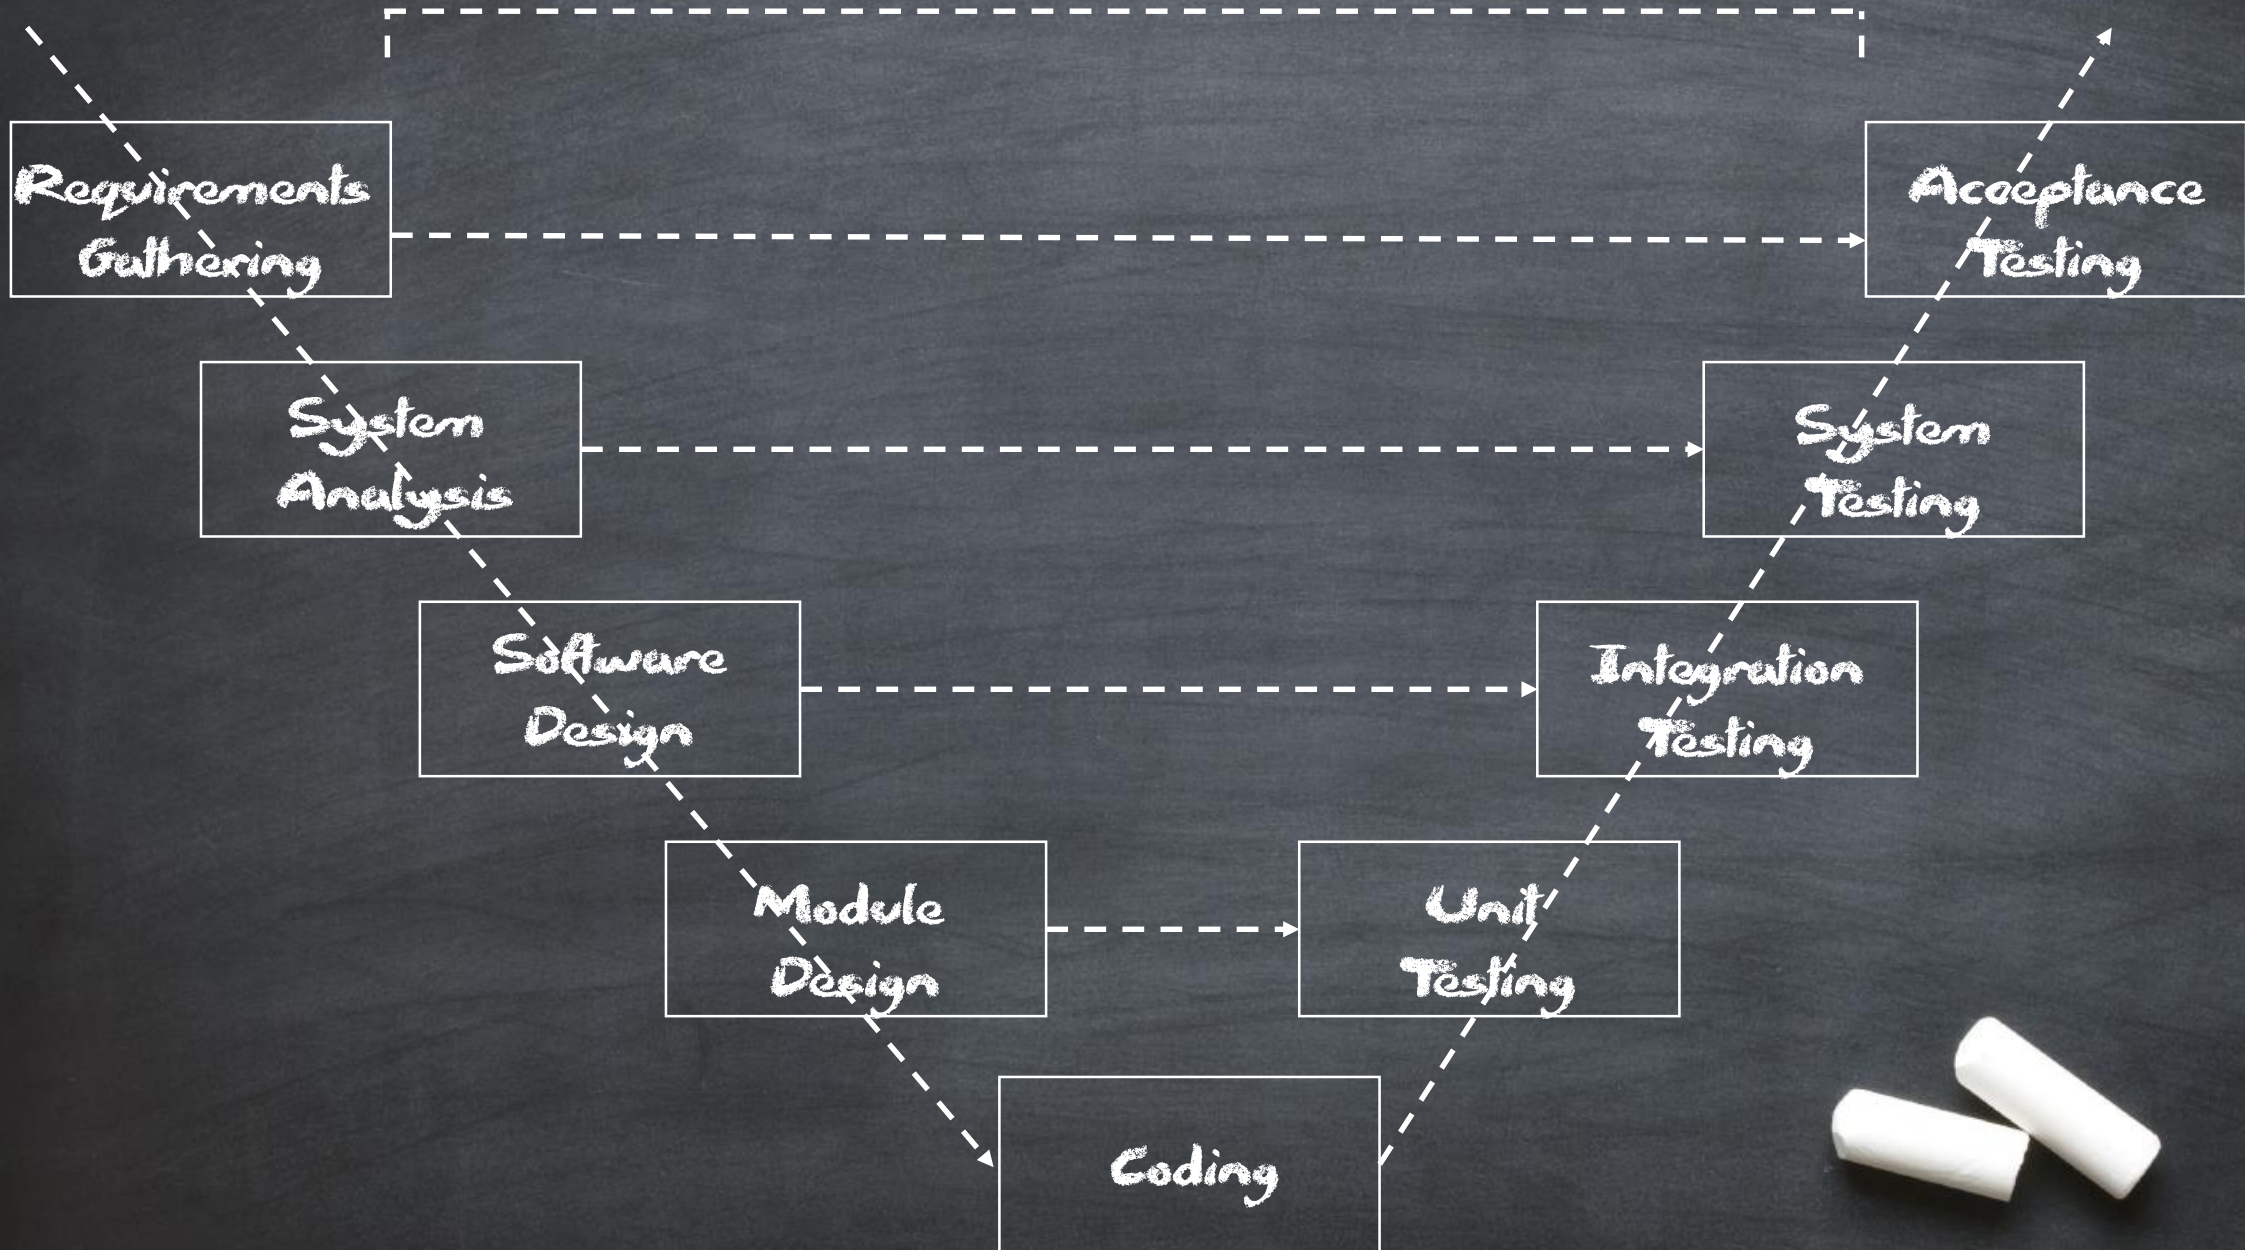 Requirements
Gathering
Acceptance
Testing
System
Analysis
System
Testing
Software
Design
Integration
Testing
Module
Design
Unit
Testing
Coding